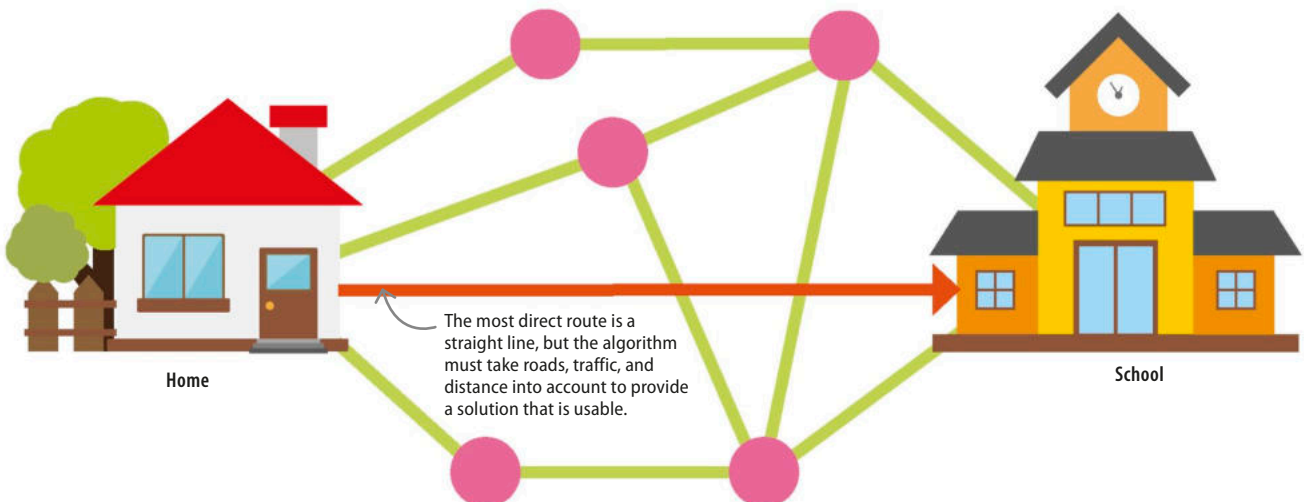 The most direct route is a
straight line, but the algorithm
must take roads, traffic, and
distance into account to provide
a solution that is usable.
Home
School